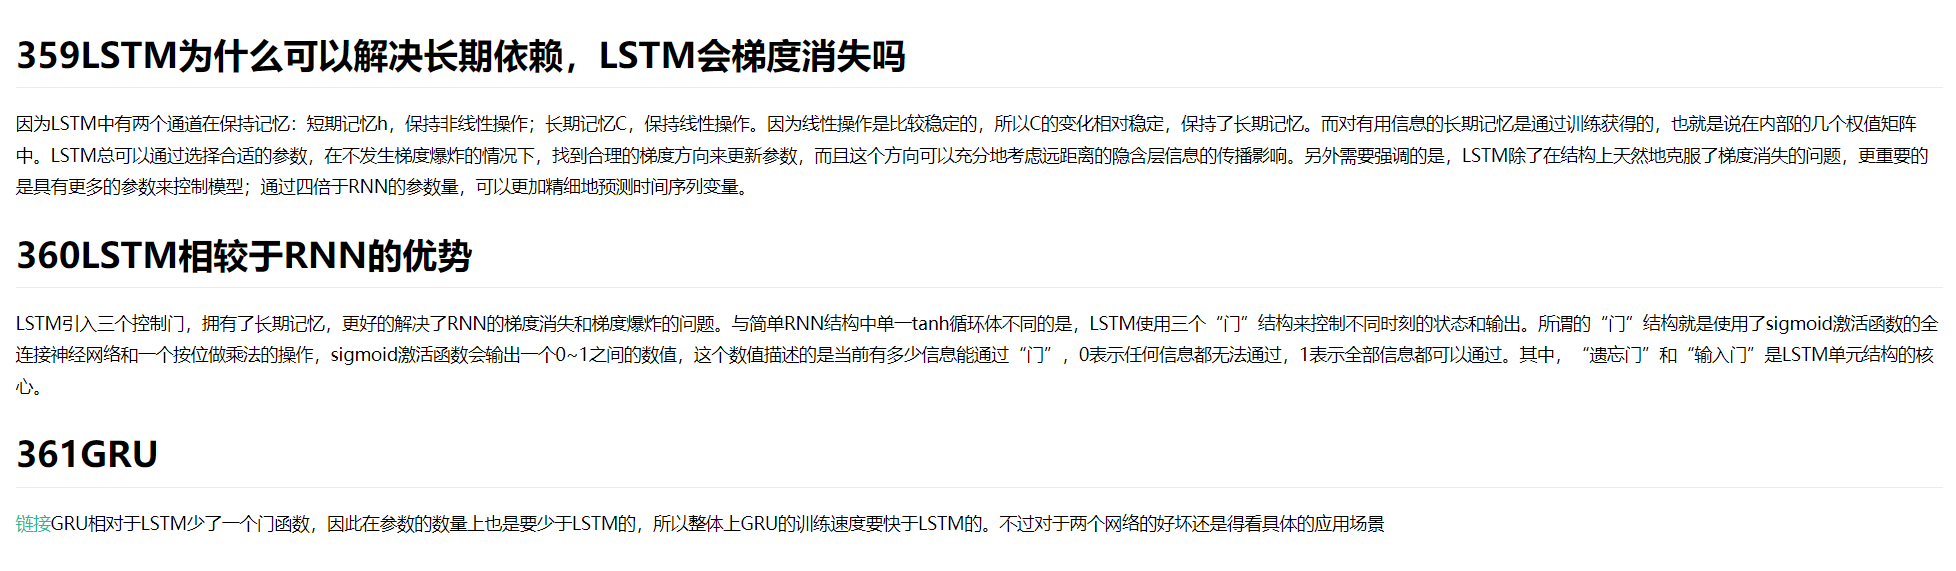 359LSTM为什么可以解决长期依赖，LSTM会梯度消失吗
因为LSTM中有两个通道在保持记忆：短期记忆h，保持非线性操作；长期记忆C，保持线性操作。因为线性操作是比较稳定的，所以C的变化相对稳定，保持了长期记忆。而对有用信息的长期记忆是通过训练获得的，也就是说在内部的几个权值矩阵
中。LSTM总可以通过选择合适的参数，在不发生梯度爆炸的情况下，找到合理的梯度方向来更新参数，而且这个方向可以充分地考虑远距离的隐含层信息的传播影响。另外需要强调的是，LSTM除了在结构上天然地克服了梯度消失的问题，更重要的
是具有更多的参数来控制模型；通过四倍于RNN的参数量，可以更加精细地预测时间序列变量。
360LSTM相较于RNN的优势
LSTM引入三个控制门，拥有了长期记忆，更好的解决了RNN的梯度消失和梯度爆炸的问题。与简单RNN结构中单一tanh循环体不同的是，LSTM使用三个“门”结构来控制不同时刻的状态和输出。所谓的“门”结构就是使用了sigmoid激活函数的全
连接神经网络和一个按位做乘法的操作，sigmoid激活函数会输出一个0~1之间的数值，这个数值描述的是当前有多少信息能通过“门”，0表示任何信息都无法通过，1表示全部信息都可以通过。其中，“遗忘门”和“输入门”是LSTM单元结构的核
心。
361GRU
链接GRU相对于LSTM少了一个门函数，因此在参数的数量上也是要少于LSTM的，所以整体上GRU的训练速度要快于LSTM的。不过对于两个网络的好坏还是得看具体的应用场景